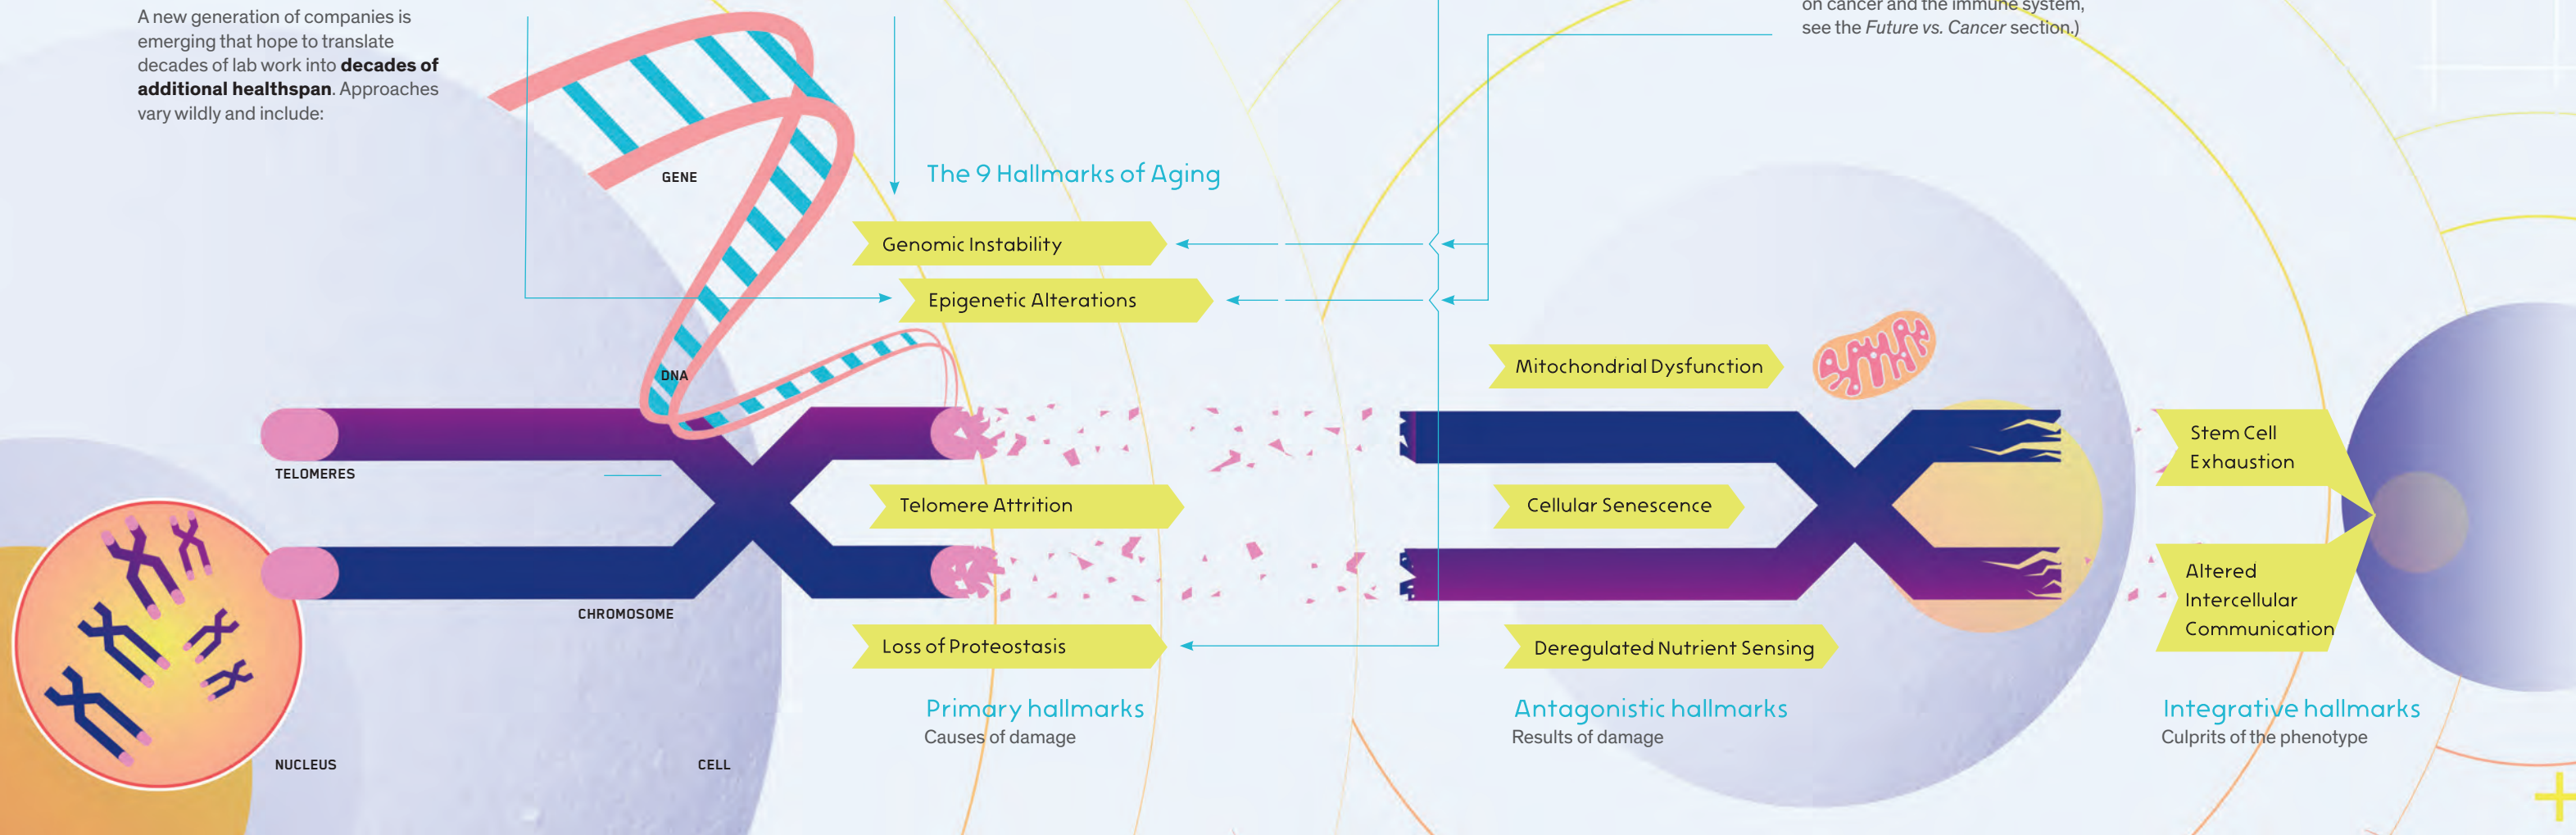 A new generation of companies is
emerging that hope to translate
decades of lab work into decades of
additional healthspan. Approaches
vary wildly and include:
on cancer and the immune system,
see the Future vs. Cancer section.)
GENE
The 9 Hallmarks of Aging
Genomic Instability
Epigenetic Alterations
DNA
Mitochondrial Dysfunction
TELOMERES
Stem Cell
Exhaustion
Telomere Attrition
Cellular Senescence
CHROMOSOME
Altered
Intercellular
Communication
Loss of Proteostasis
Deregulated Nutrient Sensing
Primary hallmarks
Causes of damage
Antagonistic hallmarks
Results of damage
Integrative hallmarks
Culprits of the phenotype
NUCLEUS
CELL